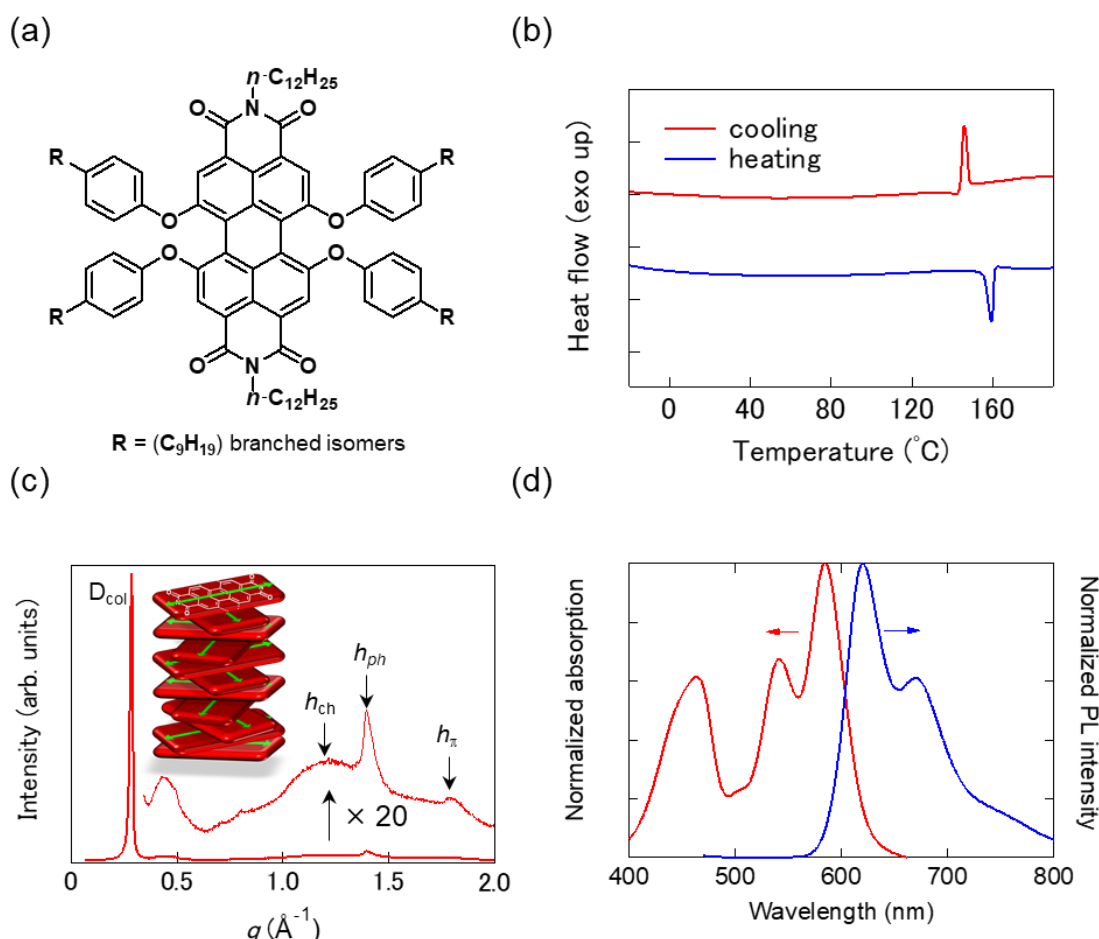 (a)
n-C12H25
O N O
R R
O O
O O
R R
O N O
n-C12H25
R = (C9H19) branched isomers
(b)
cooling
heating
Heat flow (exo up)
0 40 80 120 160
Temperature (°C)
(c)
Dcol
hch
hph
hπ
× 20
Intensity (arb. units)
0 0.5 1.0 1.5 2.0
q (Å-1)
(d)
Normalized absorption
Normalized PL intensity
400 500 600 700 800
Wavelength (nm)